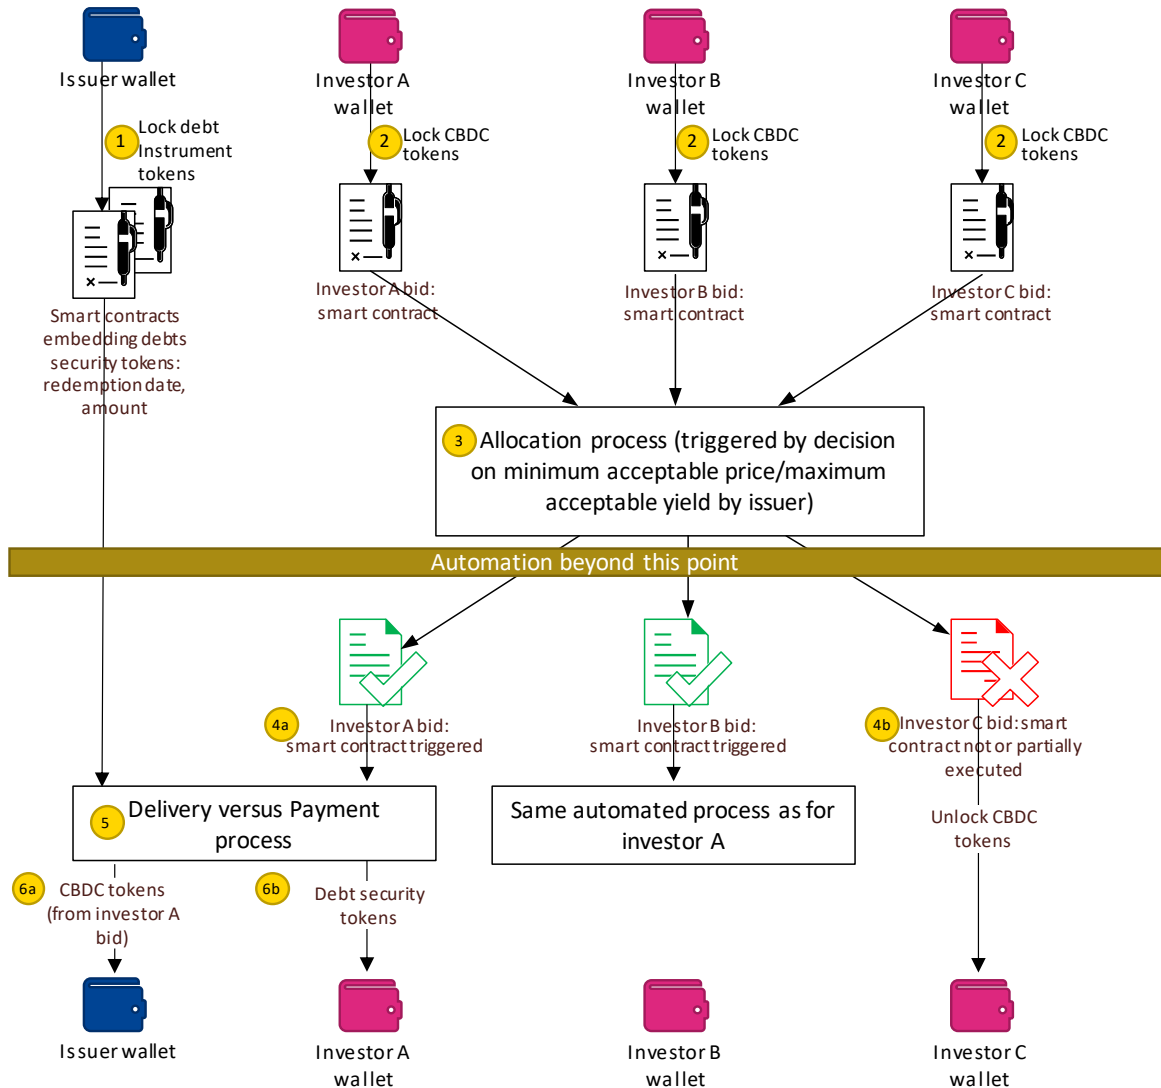 Issuer wallet
Investor A
wallet
Investor B
wallet
Investor C
wallet
1
Lock debt
Instrument
tokens
2
Lock CBDC
tokens
2
Lock CBDC
tokens
2
Lock CBDC
tokens
Smart contracts
embedding debts
security tokens:
redemption date,
amount
Investor A bid:
smart contract
Investor B bid:
smart contract
Investor C bid:
smart contract
3
Allocation process (triggered by decision
on minimum acceptable price/maximum
acceptable yield by issuer)
Automation beyond this point
4a
Investor A bid:
smart contract triggered
Investor B bid:
smart contract triggered
4b
Investor C bid: smart
contract not or partially
executed
5
Delivery versus Payment
process
Same automated process as for
investor A
Unlock CBDC
tokens
6a
CBDC tokens
(from investor A
bid)
6b
Debt security
tokens
Issuer wallet
Investor A
wallet
Investor B
wallet
Investor C
wallet